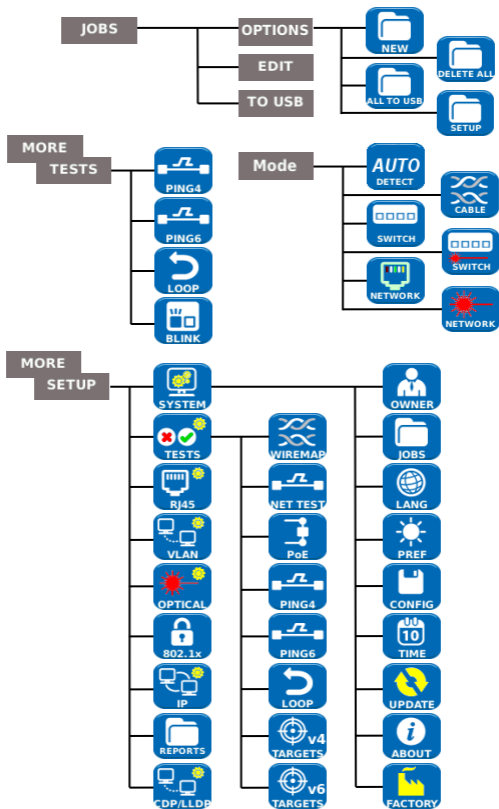 JOBS
OPTIONS
EDIT
TO USB
NEW
DELETE ALL
ALL TO USB
SETUP
MORE
TESTS
PING4
PING6
LOOP
BLINK
Mode
AUTO
DETECT
CABLE
SWITCH
SWITCH
NETWORK
NETWORK
MORE
SETUP
SYSTEM
TESTS
RJ45
VLAN
OPTICAL
802.1x
IP
REPORTS
CDP/LLDP
WIREMAP
NET TEST
PoE
PING4
PING6
LOOP
v4
TARGETS
v6
TARGETS
OWNER
JOBS
LANG
PREF
CONFIG
10
TIME
UPDATE
i
ABOUT
FACTORY